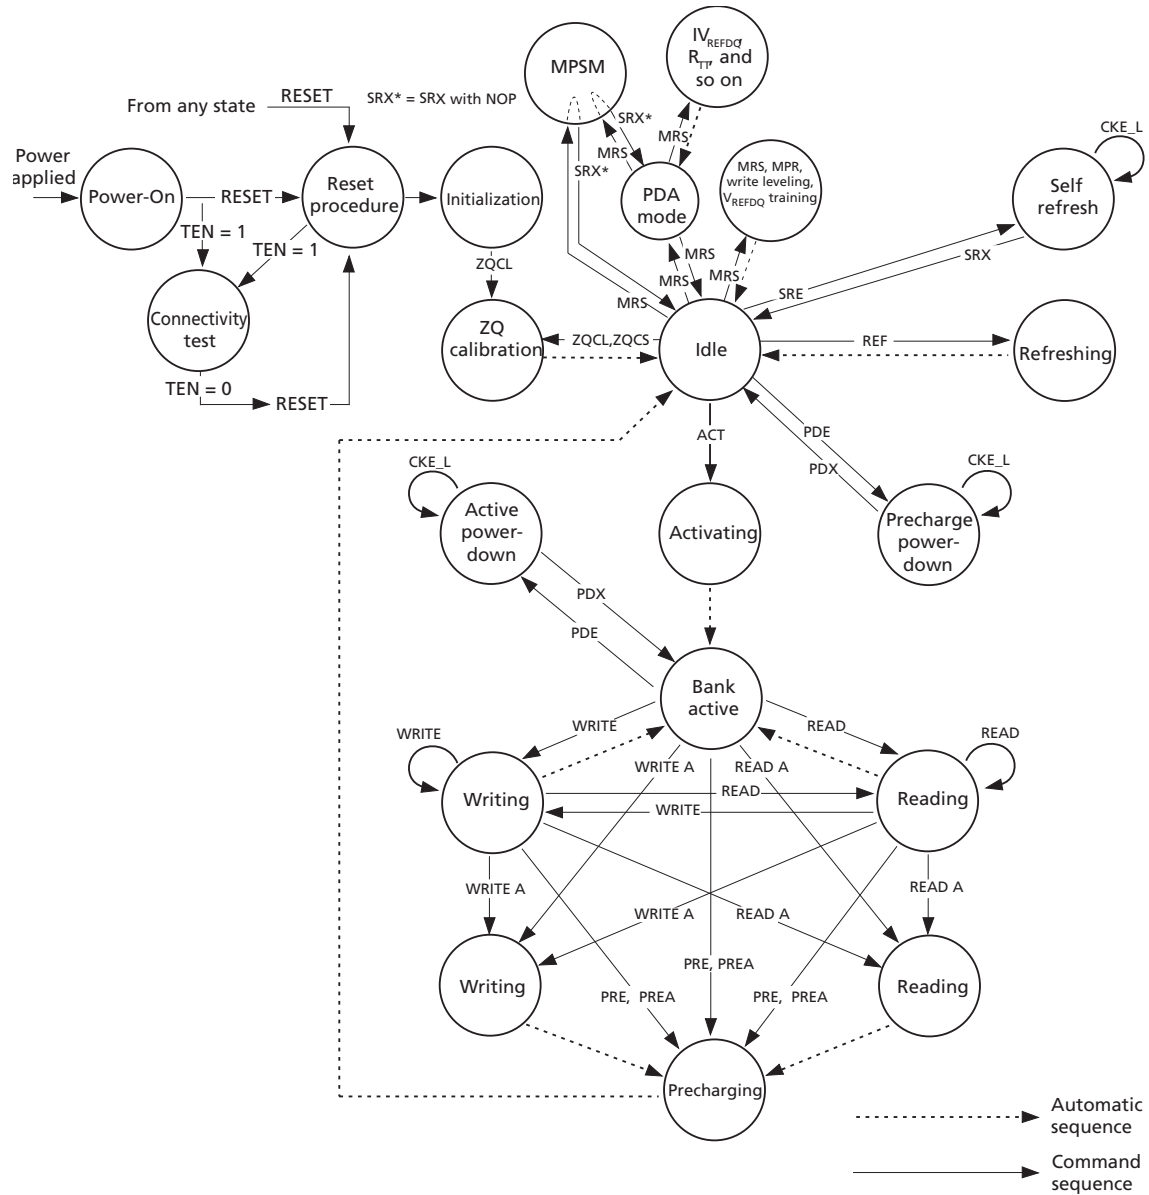 IV REFDQ,
R TT, and
so on
MPSM
From any state
RESET
SRX* = SRX with NOP
SRX*
MRS
MRS
SRX*
CKE_L
Power
applied
Power-On
RESET
Reset
procedure
Initialization
PDA
mode
MRS, MPR,
write leveling,
VREFDQ training
Self
refresh
TEN = 1
TEN = 1
ZQCL
MRS
MRS
MRS
MRS
SRE
SRX
Connectivity
test
ZQ
calibration
ZQCL,ZQCS
Idle
REF
Refreshing
TEN = 0
RESET
ACT
PDE
PDX
CKE_L
CKE_L
Active
power-
down
Activating
Precharge
power-
down
PDX
PDE
Bank
active
WRITE
READ
WRITE
READ
WRITE A
READ A
Writing
READ
WRITE
Reading
WRITE A
READ A
WRITE A
READ A
Writing
PRE, PREA
Reading
PRE, PREA
PRE, PREA
Precharging
Automatic
sequence
Command
sequence